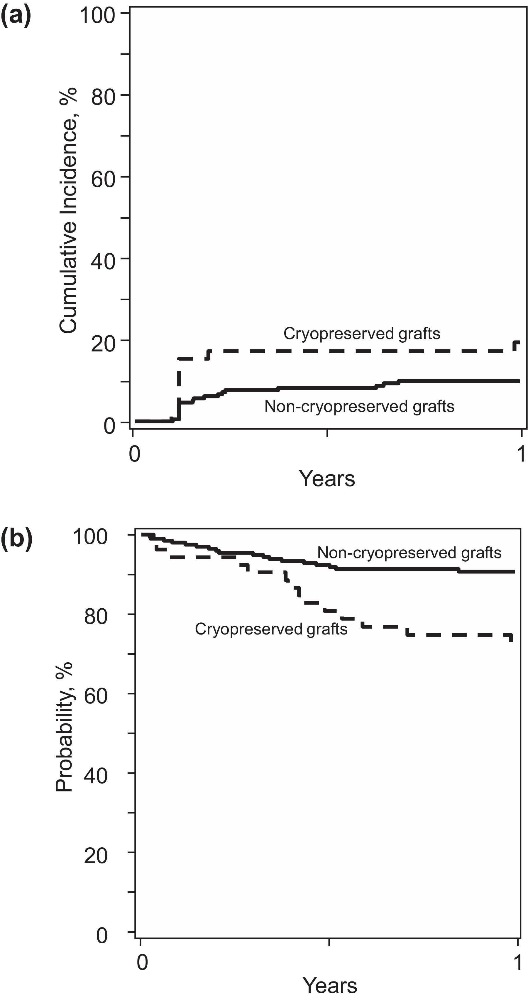 (a)
Cumulative Incidence, %
100
80
60
40
20
0
Cryopreserved grafts
Non-cryopreserved grafts
0 1
Years
(b)
Probability, %
100
80
60
40
20
0
Non-cryopreserved grafts
Cryopreserved grafts
0 1
Years